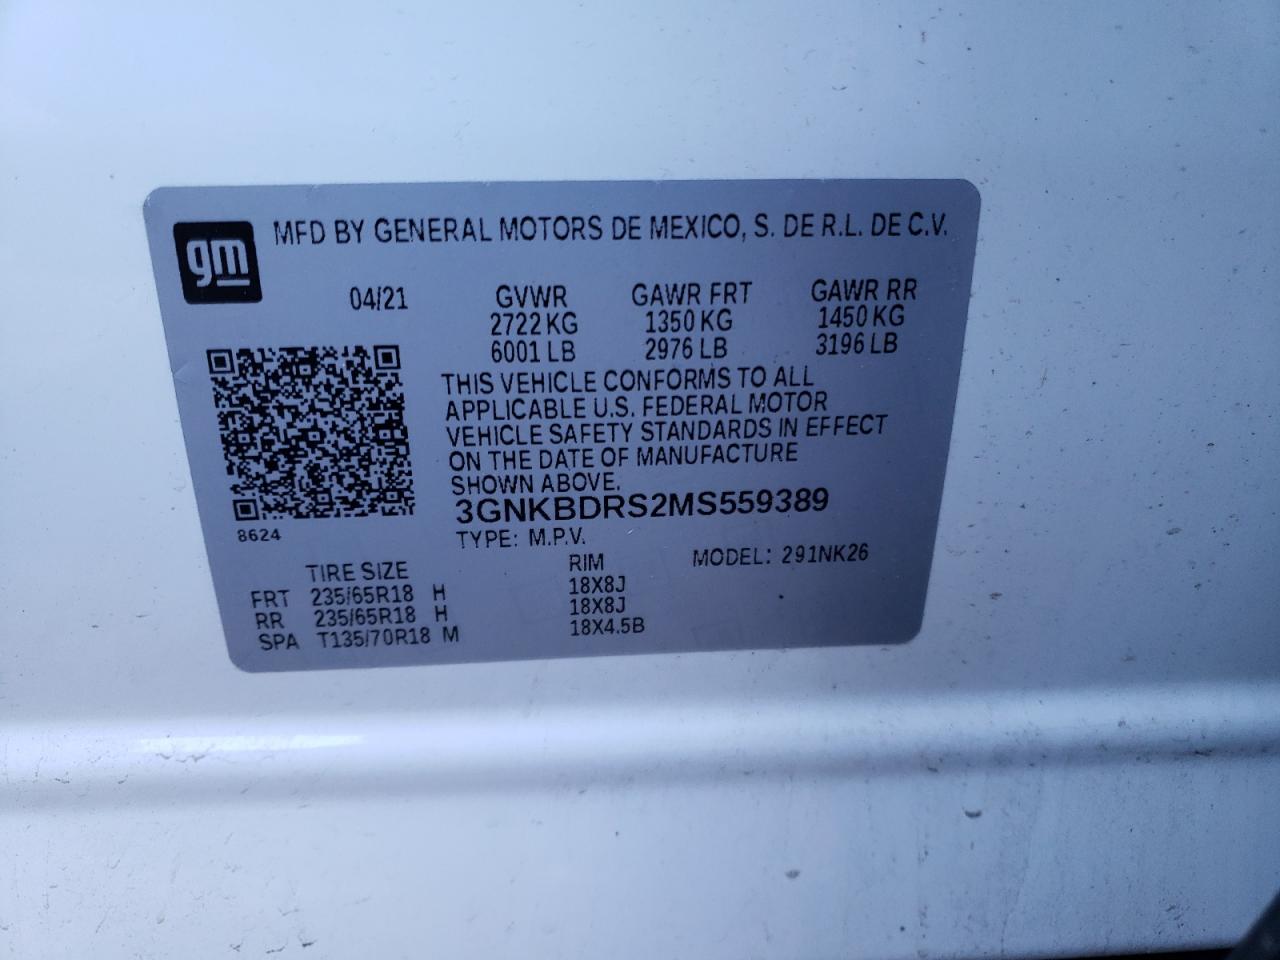 gm
MFD BY GENERAL MOTORS DE MEXICO, S. DE R.L. DE C.V.
04/21 GVWR GAWR FRT GAWR RR
2722 KG 1350 KG 1450 KG
6001 LB 2976 LB 3196 LB
THIS VEHICLE CONFORMS TO ALL
APPLICABLE U.S. FEDERAL MOTOR
VEHICLE SAFETY STANDARDS IN EFFECT
ON THE DATE OF MANUFACTURE
SHOWN ABOVE.
3GNKBDRS2MS559389
8624
TYPE: M.P.V. MODEL: 291NK26
TIRE SIZE RIM
FRT 235/65R18 H 18X8J
RR 235/65R18 H 18X8J
SPA T135/70R18 M 18X4.5B